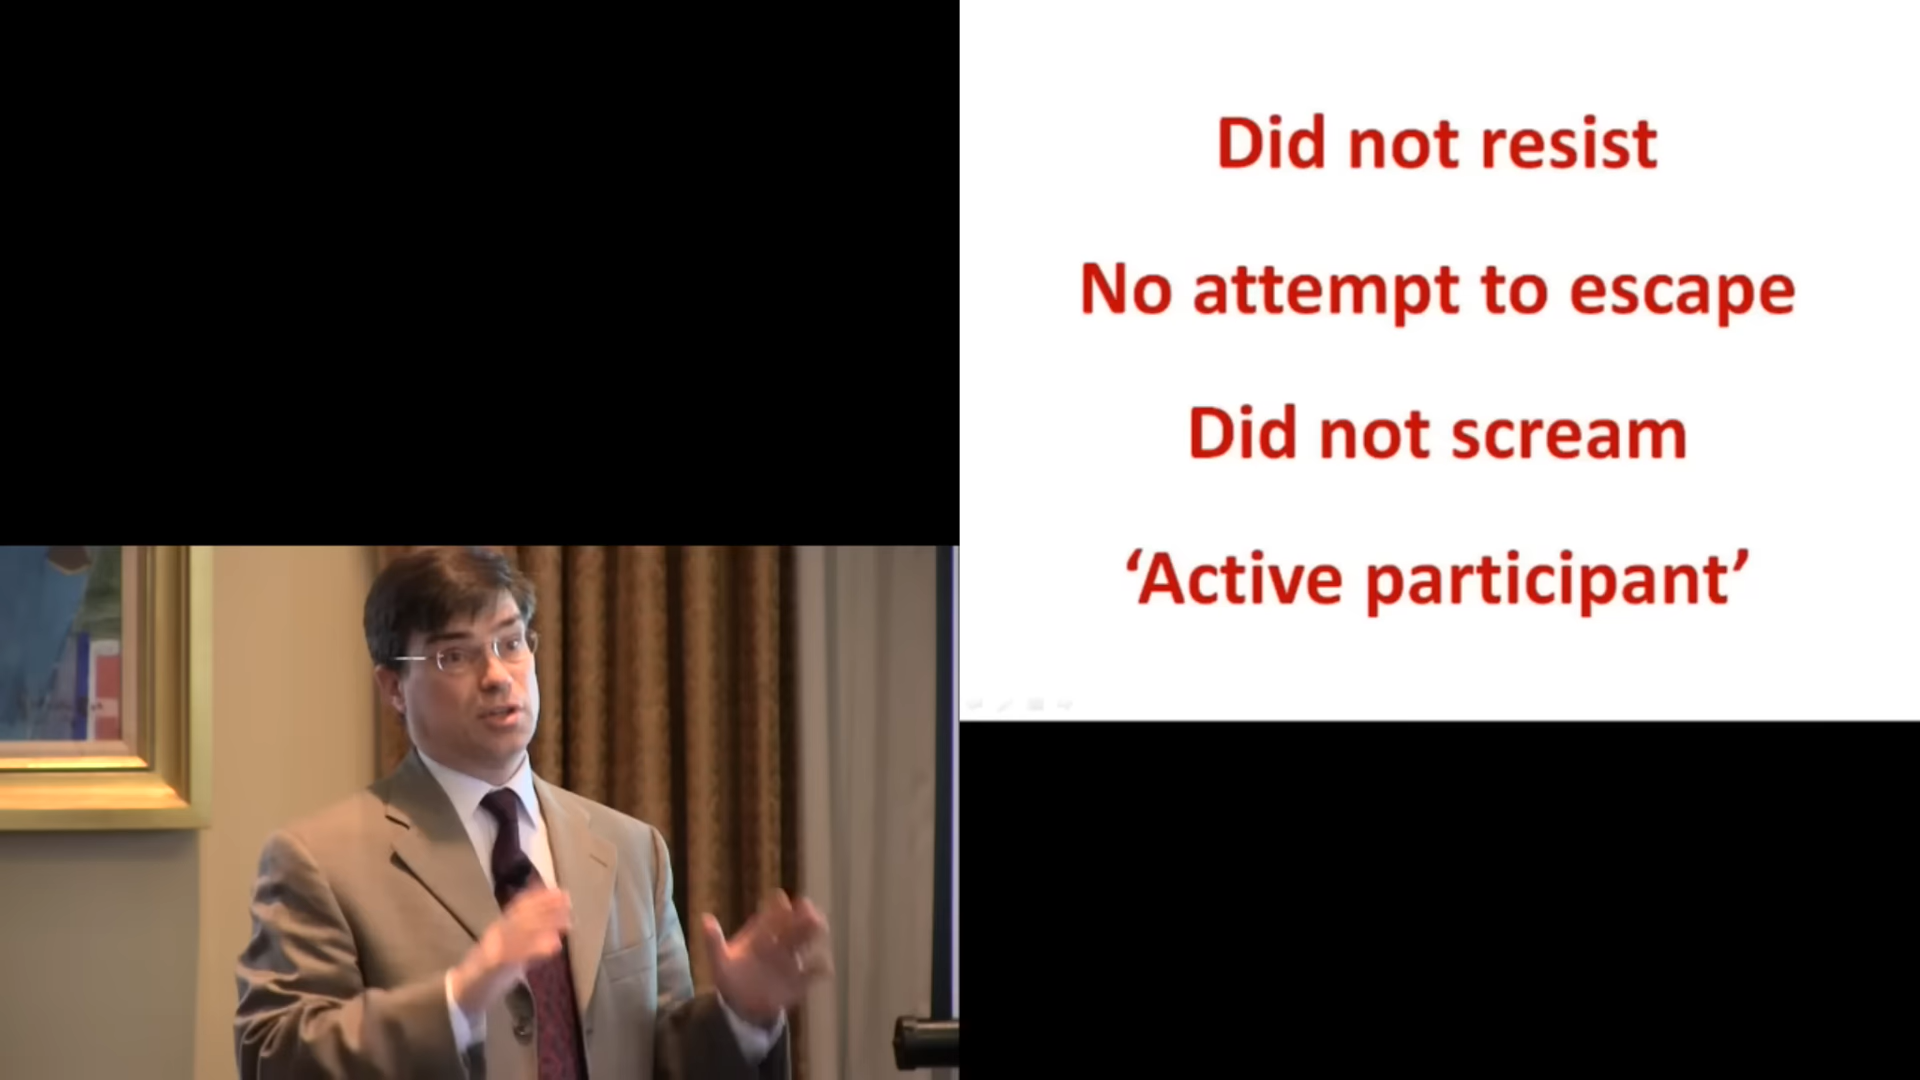 Did not resist
No attempt to escape
Did not scream
‘Active participant’